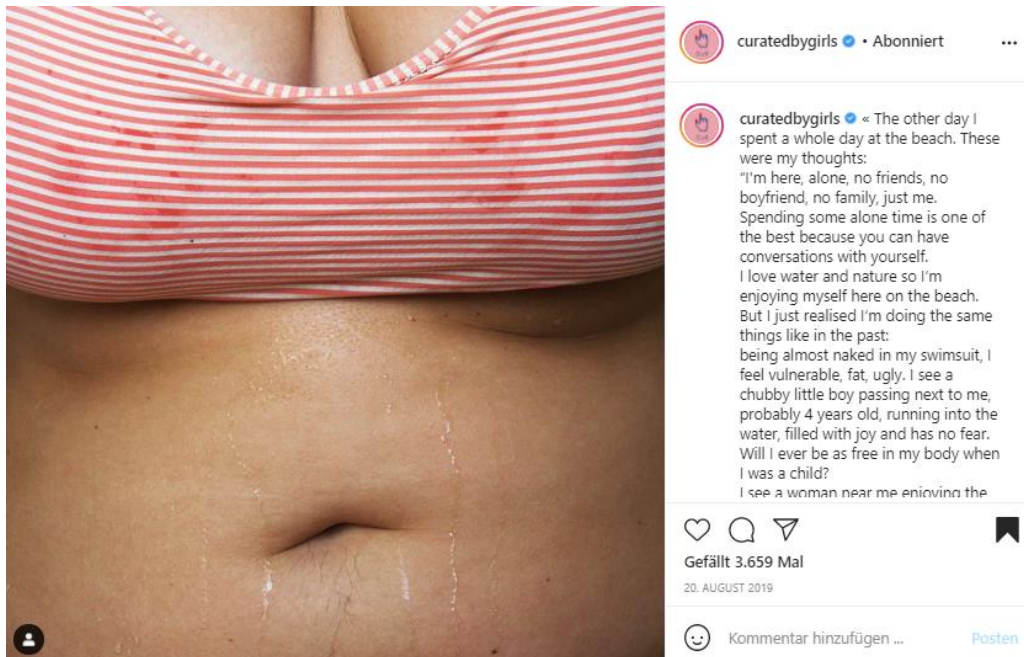 curatedbygirls • Abonniert
curatedbygirls « The other day I
spent a whole day at the beach. These
were my thoughts:
"I'm here, alone, no friends, no
boyfriend, no family, just me.
Spending some alone time is one of
the best because you can have
conversations with yourself.
I love water and nature so I'm
enjoying myself here on the beach.
But I just realised I'm doing the same
things like in the past:
being almost naked in my swimsuit, I
feel vulnerable, fat, ugly. I see a
chubby little boy passing next to me,
probably 4 years old, running into the
water, filled with joy and has no fear.
Will I ever be as free in my body when
I was a child?
I see a woman near me enjoying the
Gefällt 3.659 Mal
20. AUGUST 2019
Kommentar hinzufügen ...
Posten